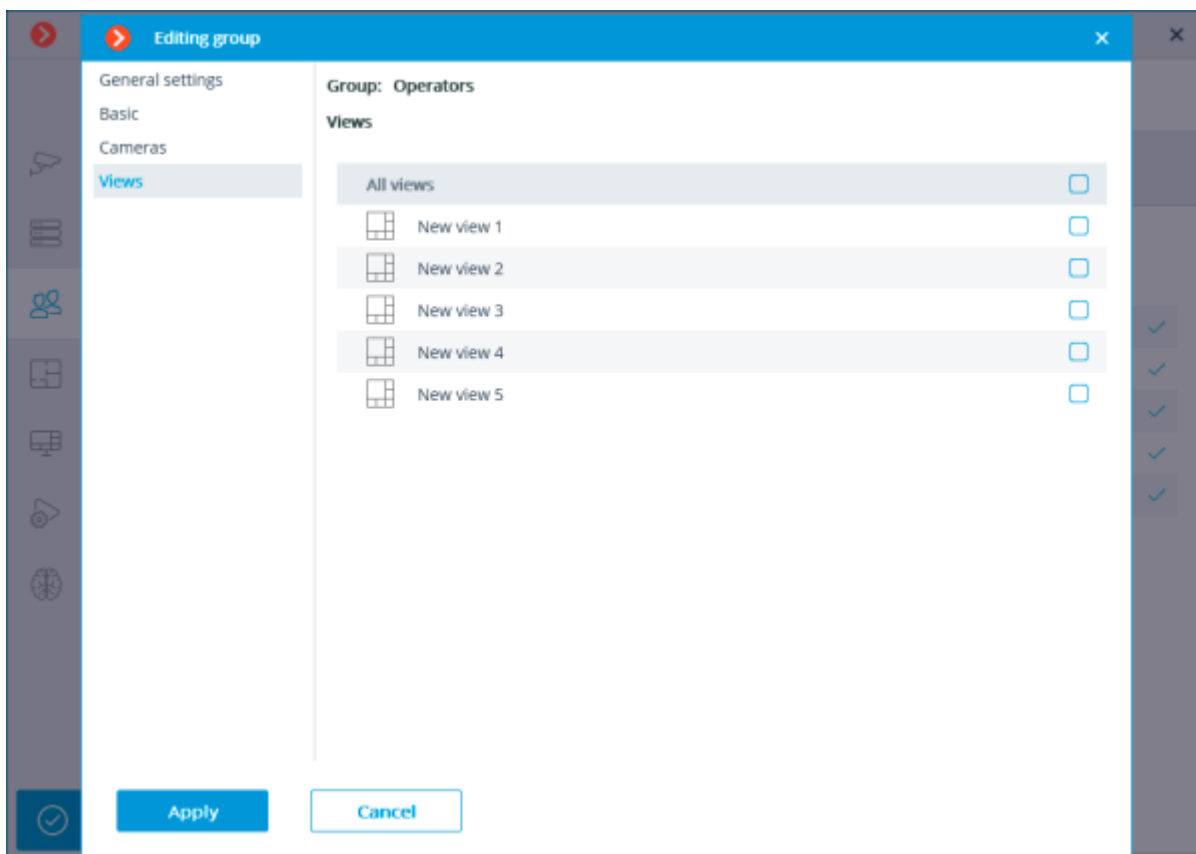 Editing group
General settings
Basic
Cameras
Views
Group: Operators
Views
All views
New view 1
New view 2
New view 3
New view 4
New view 5
Apply
Cancel